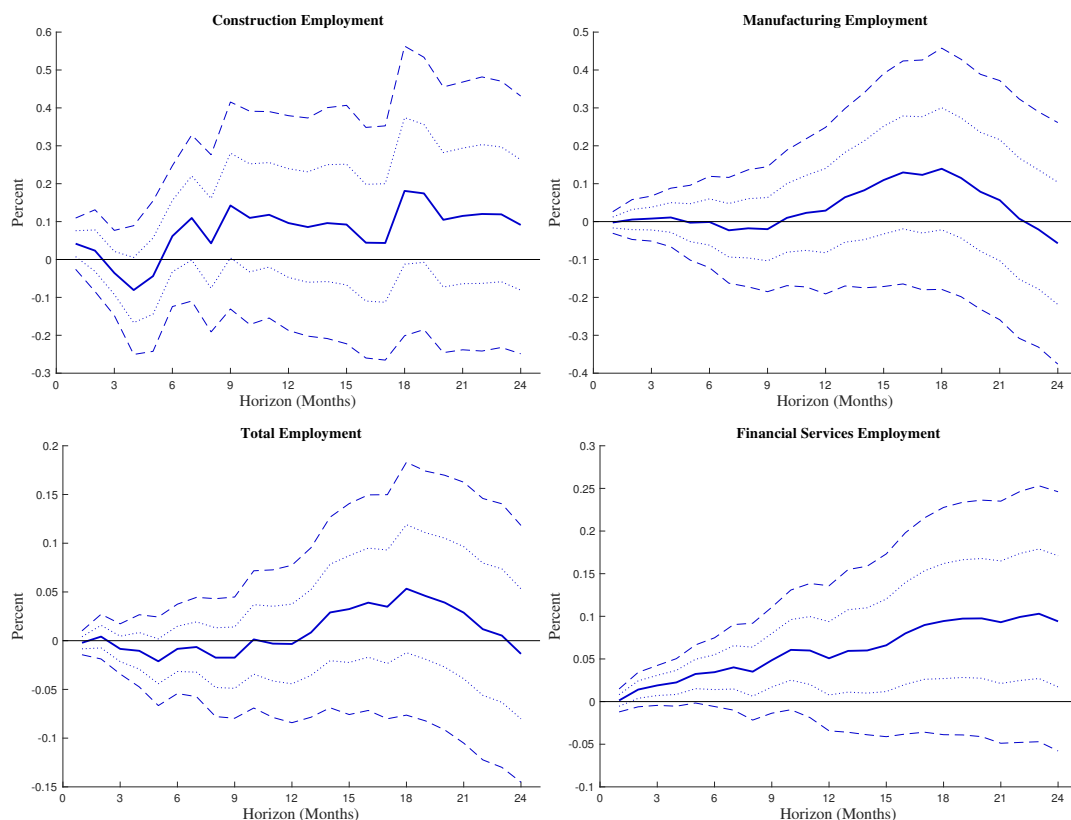 Construction Employment
Percent
0.6
0.5
0.4
0.3
0.2
0.1
0
-0.1
-0.2
-0.3
0 3 6 9 12 15 18 21 24
Horizon (Months)
Manufacturing Employment
Percent
0.5
0.4
0.3
0.2
0.1
0
-0.1
-0.2
-0.3
-0.4
0 3 6 9 12 15 18 21 24
Horizon (Months)
Total Employment
Percent
0.2
0.15
0.1
0.05
0
-0.05
-0.1
-0.15
0 3 6 9 12 15 18 21 24
Horizon (Months)
Financial Services Employment
Percent
0.3
0.25
0.2
0.15
0.1
0.05
0
-0.05
-0.1
0 3 6 9 12 15 18 21 24
Horizon (Months)